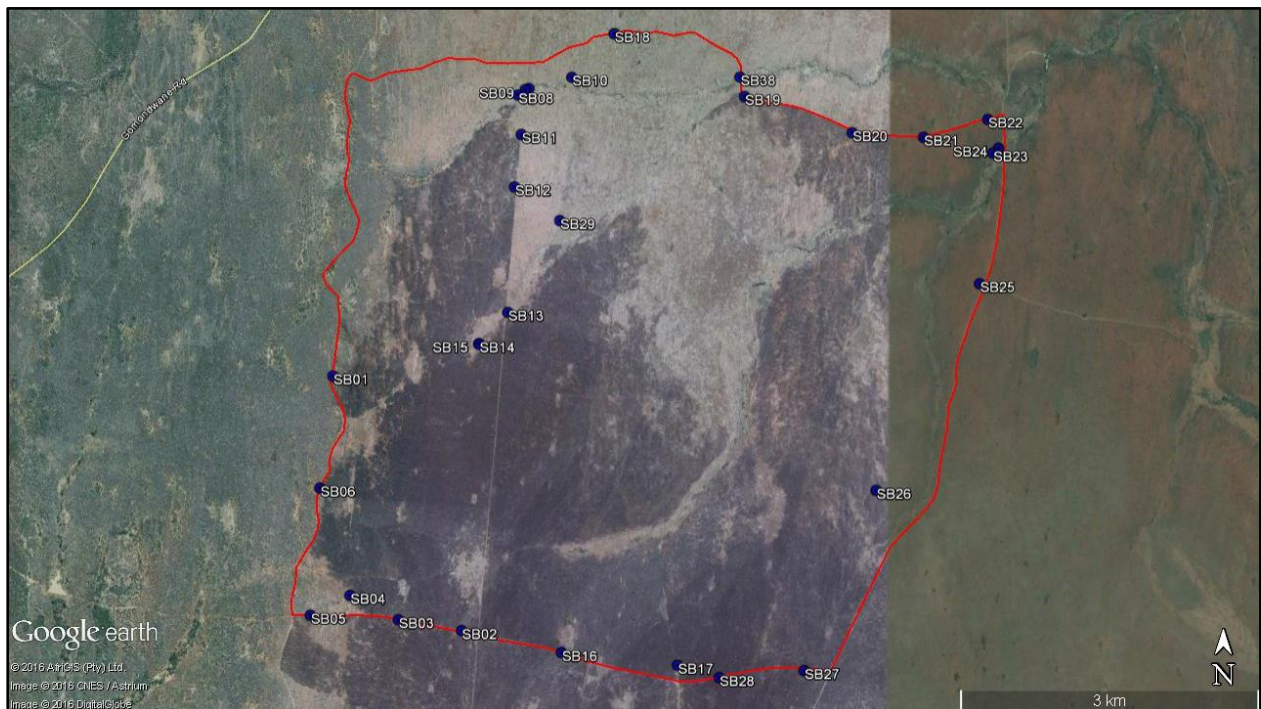 SB18
SB38
SB10
SB09
SB08
SB19
Gomondwane Rd
SB22
SB20
SB21
SB11
SB24
SB23
SB12
SB29
SB25
SB13
SB15
SB14
SB01
SB06
SB26
SB04
SB05
SB03
SB02
SB16
SB17
SB28
SB27
Google earth
© 2016 AfriGIS (Pty) Ltd.
Image © 2016 CNES / Astrium
Image © 2016 DigitalGlobe
N
3 km